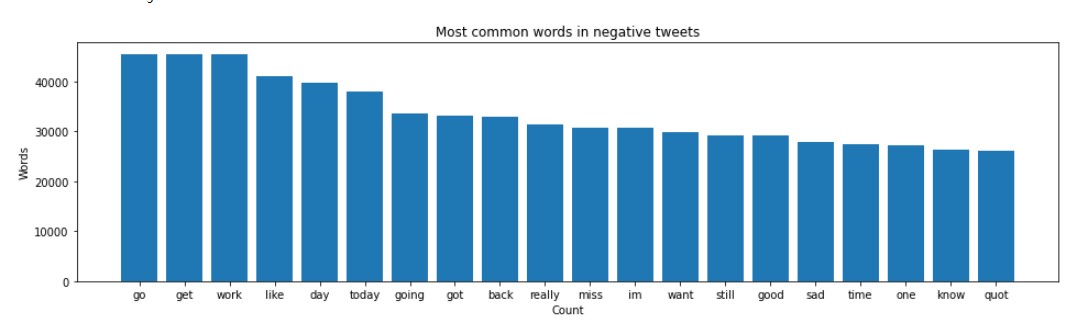 Most common words in negative tweets
Words
40000
30000
20000
10000
0
go get work like day today going got back really miss im want still good sad time one know quot
Count